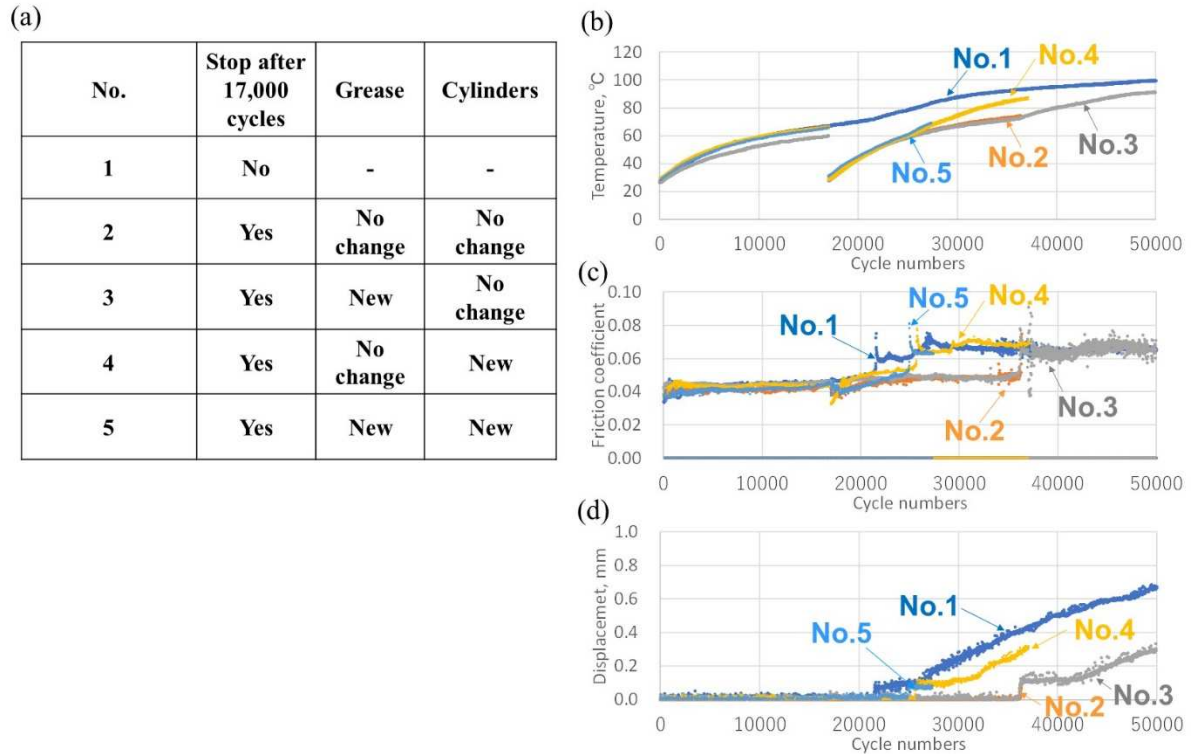 (a)
No.
Stop after
17,000
cycles
Grease
Cylinders
1
No
-
-
2
Yes
No
change
No
change
3
Yes
New
No
change
4
Yes
No
change
New
5
Yes
New
New
(b)
Temperature, °C
120
100
80
60
40
20
0
0 10000 20000 30000 40000 50000
Cycle numbers
No.1
No.4
No.5
No.2
No.3
(c)
Friction coefficient
0.10
0.08
0.06
0.04
0.02
0.00
0 10000 20000 30000 40000 50000
Cycle numbers
No.5
No.4
No.1
No.2
No.3
(d)
Displacemet, mm
1.0
0.8
0.6
0.4
0.2
0.0
0 10000 20000 30000 40000 50000
Cycle numbers
No.1
No.5
No.4
No.2
No.3